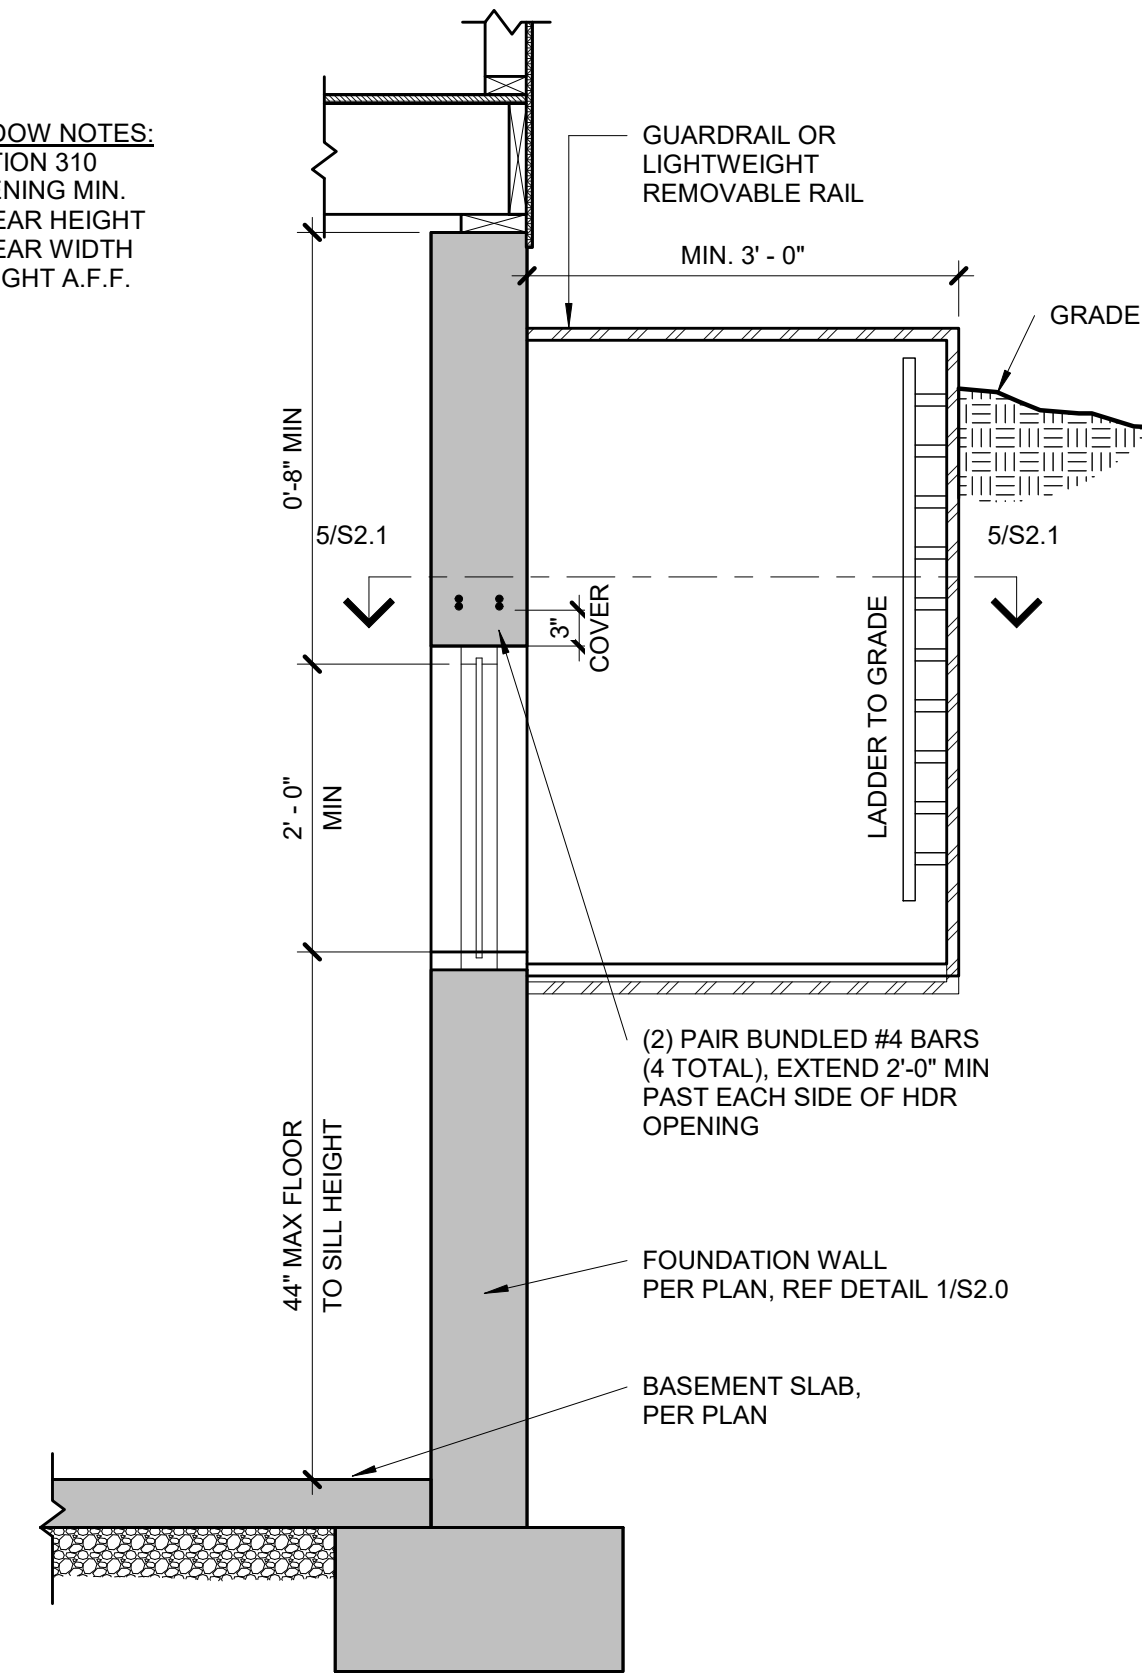 DOW NOTES:
TION 310
ENING MIN.
EAR HEIGHT
EAR WIDTH
IGHT A.F.F.
GUARDRAIL OR
LIGHTWEIGHT
REMOVABLE RAIL
MIN. 3' - 0"
GRADE
0'-8" MIN
5/S2.1
5/S2.1
3"
COVER
LADDER TO GRADE
2' - 0"
MIN
(2) PAIR BUNDLED #4 BARS
(4 TOTAL), EXTEND 2'-0" MIN
PAST EACH SIDE OF HDR
OPENING
44" MAX FLOOR
TO SILL HEIGHT
FOUNDATION WALL
PER PLAN, REF DETAIL 1/S2.0
BASEMENT SLAB,
PER PLAN